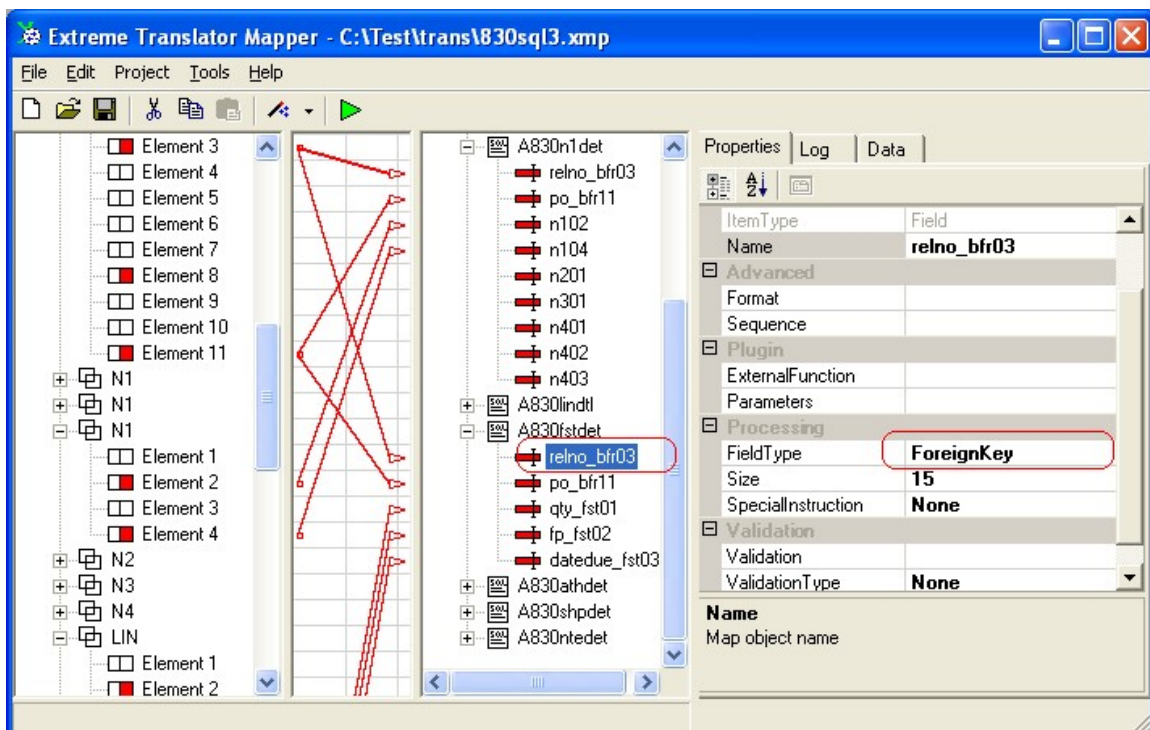 Extreme Translator Mapper - C:\Test\trans\830sql3.xmp
File Edit Project Tools Help
Element 3
Element 4
Element 5
Element 6
Element 7
Element 8
Element 9
Element 10
Element 11
N1
N1
N1
Element 1
Element 2
Element 3
Element 4
N2
N3
N4
LIN
Element 1
Element 2
A830n1det
relno_bfr03
po_bfr11
n102
n104
n201
n301
n401
n402
n403
A830lindtl
A830fstdet
relno_bfr03
po_bfr11
qty_fst01
fp_fst02
datedue_fst03
A830athdet
A830shpdet
A830ntedet
Properties Log Data
ItemType Field
Name relno_bfr03
Advanced
Format
Sequence
Plugin
ExternalFunction
Parameters
Processing
FieldType ForeignKey
Size 15
SpecialInstruction None
Validation
Validation
ValidationType None
Name
Map object name